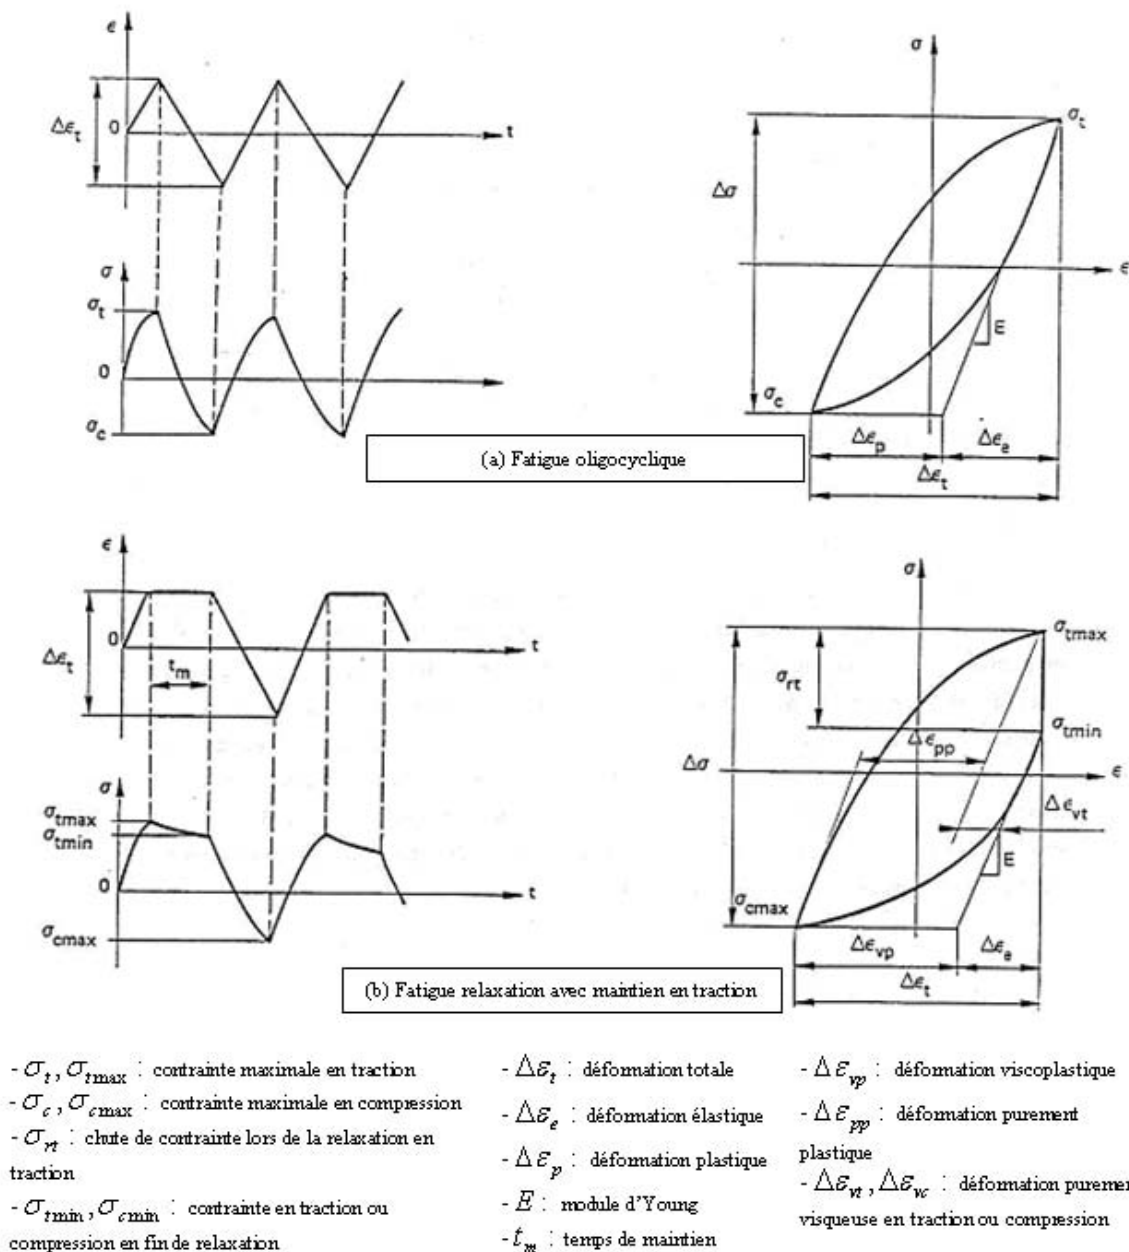 ϵ
Δϵt
0
t
σ
σt
0
σc
σ
σt
Δσ
ϵ
E
σc
Δϵp
Δϵe
Δϵt
(a) Fatigue oligocyclique
ϵ
0
t
Δϵt
tm
σ
σtmax
σtmin
0
t
σcmax
σ
σtmax
σrt
σtmin
Δϵpp
Δσ
ϵ
Δϵvt
E
σcmax
Δϵvp
Δϵe
Δϵt
(b) Fatigue relaxation avec maintien en traction
- σt, σtmax : contrainte maximale en traction
- σc, σcmax : contrainte maximale en compression
- σrt : chute de contrainte lors de la relaxation en
traction
- σtmin, σcmin : contrainte en traction ou
compression en fin de relaxation
- Δεt : déformation totale
- Δεe : déformation élastique
- Δεp : déformation plastique
- E : module d'Young
- tm : temps de maintien
- Δεvp : déformation viscoplastique
- Δεpp : déformation purement
plastique
- Δεvt, Δεvc : déformation puremen
visqueuse en traction ou compression